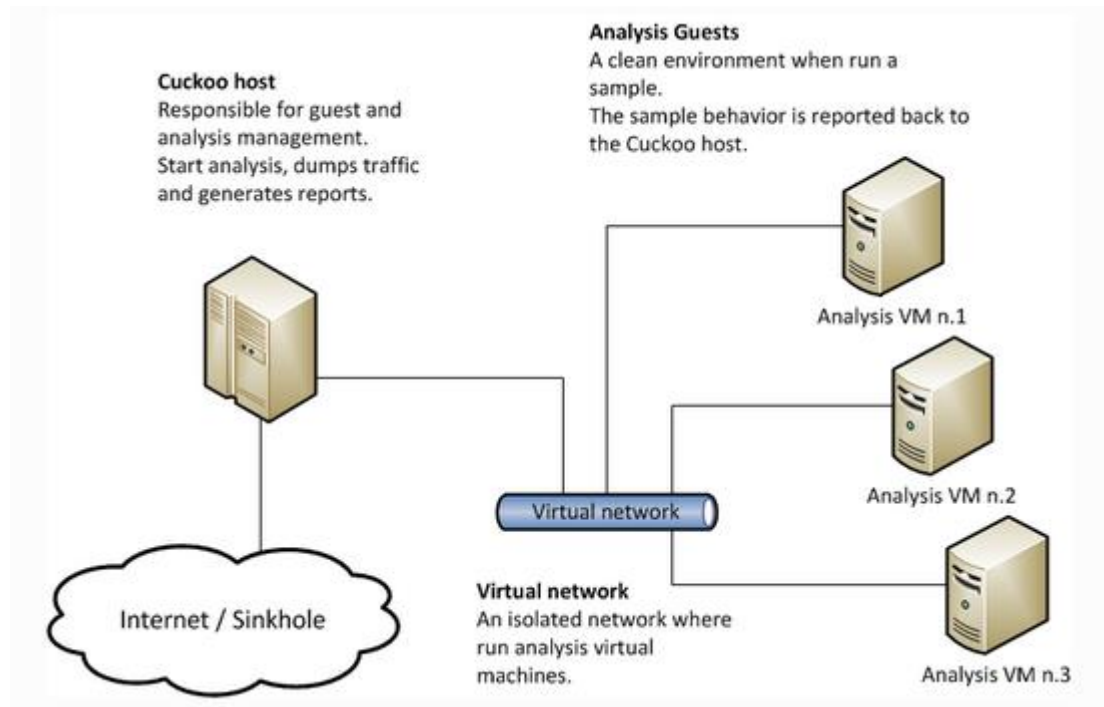 Cuckoo host
Responsible for guest and
analysis management.
Start analysis, dumps traffic
and generates reports.
Analysis Guests
A clean environment when run a
sample.
The sample behavior is reported back to
the Cuckoo host.
Analysis VM n.1
Analysis VM n.2
Virtual network
Internet / Sinkhole
Virtual network
An isolated network where
run analysis virtual
machines.
Analysis VM n.3